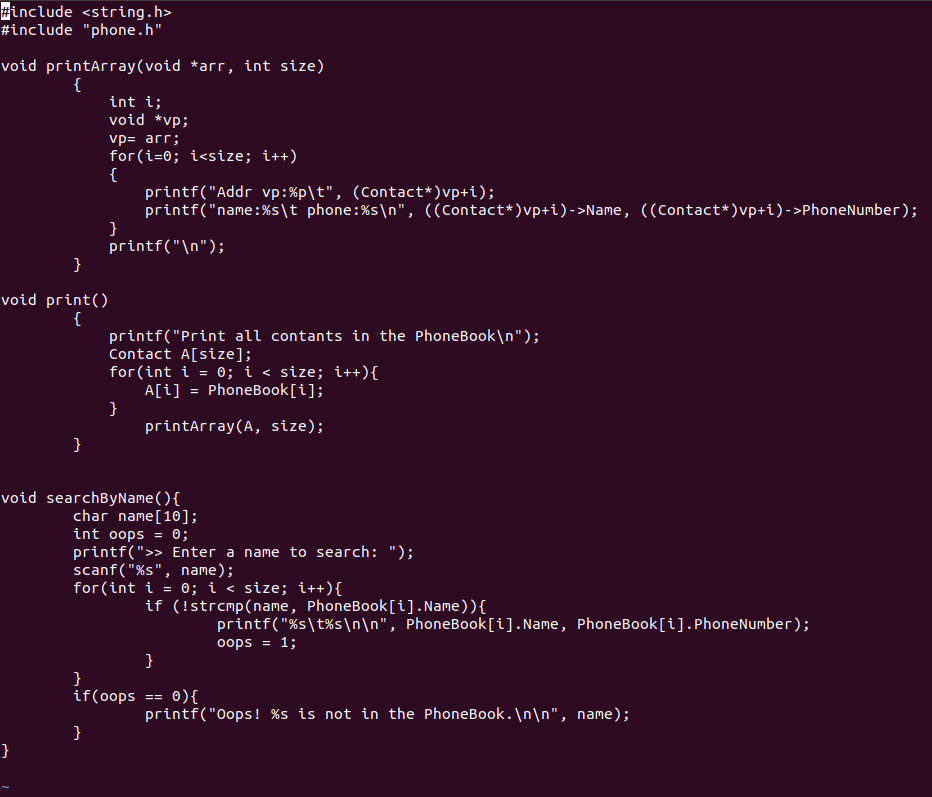 #include <string.h>
#include "phone.h"

void printArray(void *arr, int size)
        {
            int i;
            void *vp;
            vp= arr;
            for(i=0; i<size; i++)
            {
                printf("Addr vp:%p\t", (Contact*)vp+i);
                printf("name:%s\t phone:%s\n", ((Contact*)vp+i)->Name, ((Contact*)vp+i)->PhoneNumber);
            }
            printf("\n");
        }

void print()
        {
            printf("Print all contants in the PhoneBook\n");
            Contact A[size];
            for(int i = 0; i < size; i++){
                A[i] = PhoneBook[i];
            }
                printArray(A, size);
        }


void searchByName(){
        char name[10];
        int oops = 0;
        printf(">> Enter a name to search: ");
        scanf("%s", name);
        for(int i = 0; i < size; i++){
                if (!strcmp(name, PhoneBook[i].Name)){
                        printf("%s\t%s\n\n", PhoneBook[i].Name, PhoneBook[i].PhoneNumber);
                        oops = 1;
                }
        }
        if(oops == 0){
                printf("Oops! %s is not in the PhoneBook.\n\n", name);
        }
}

~